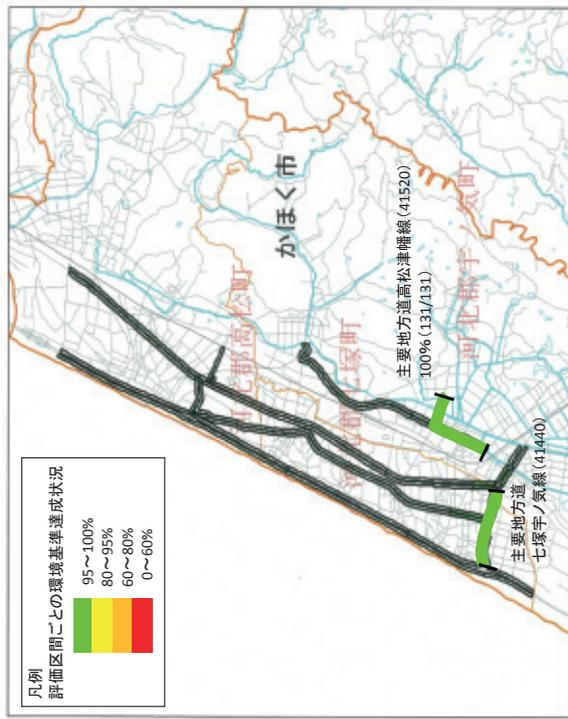 凡例
評価区間ごとの環境基準達成状況
95～100%
80～95%
60～80%
0～60%
かほく市
河北郡高松町
河北郡七塚町
河北郡宇ノ気町
主要地方道高松津幡線(41520)
100%(131/131)
主要地方道
七塚宇ノ気線(41440)